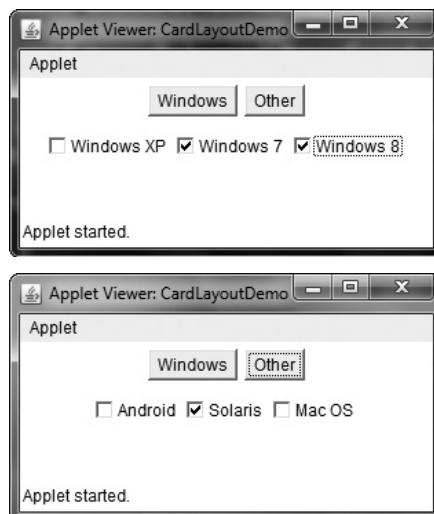 Applet Viewer: CardLayoutDemo
Applet
Windows Other
Windows XP Windows 7 Windows 8
Applet started.
Applet Viewer: CardLayoutDemo
Applet
Windows Other
Android Solaris Mac OS
Applet started.